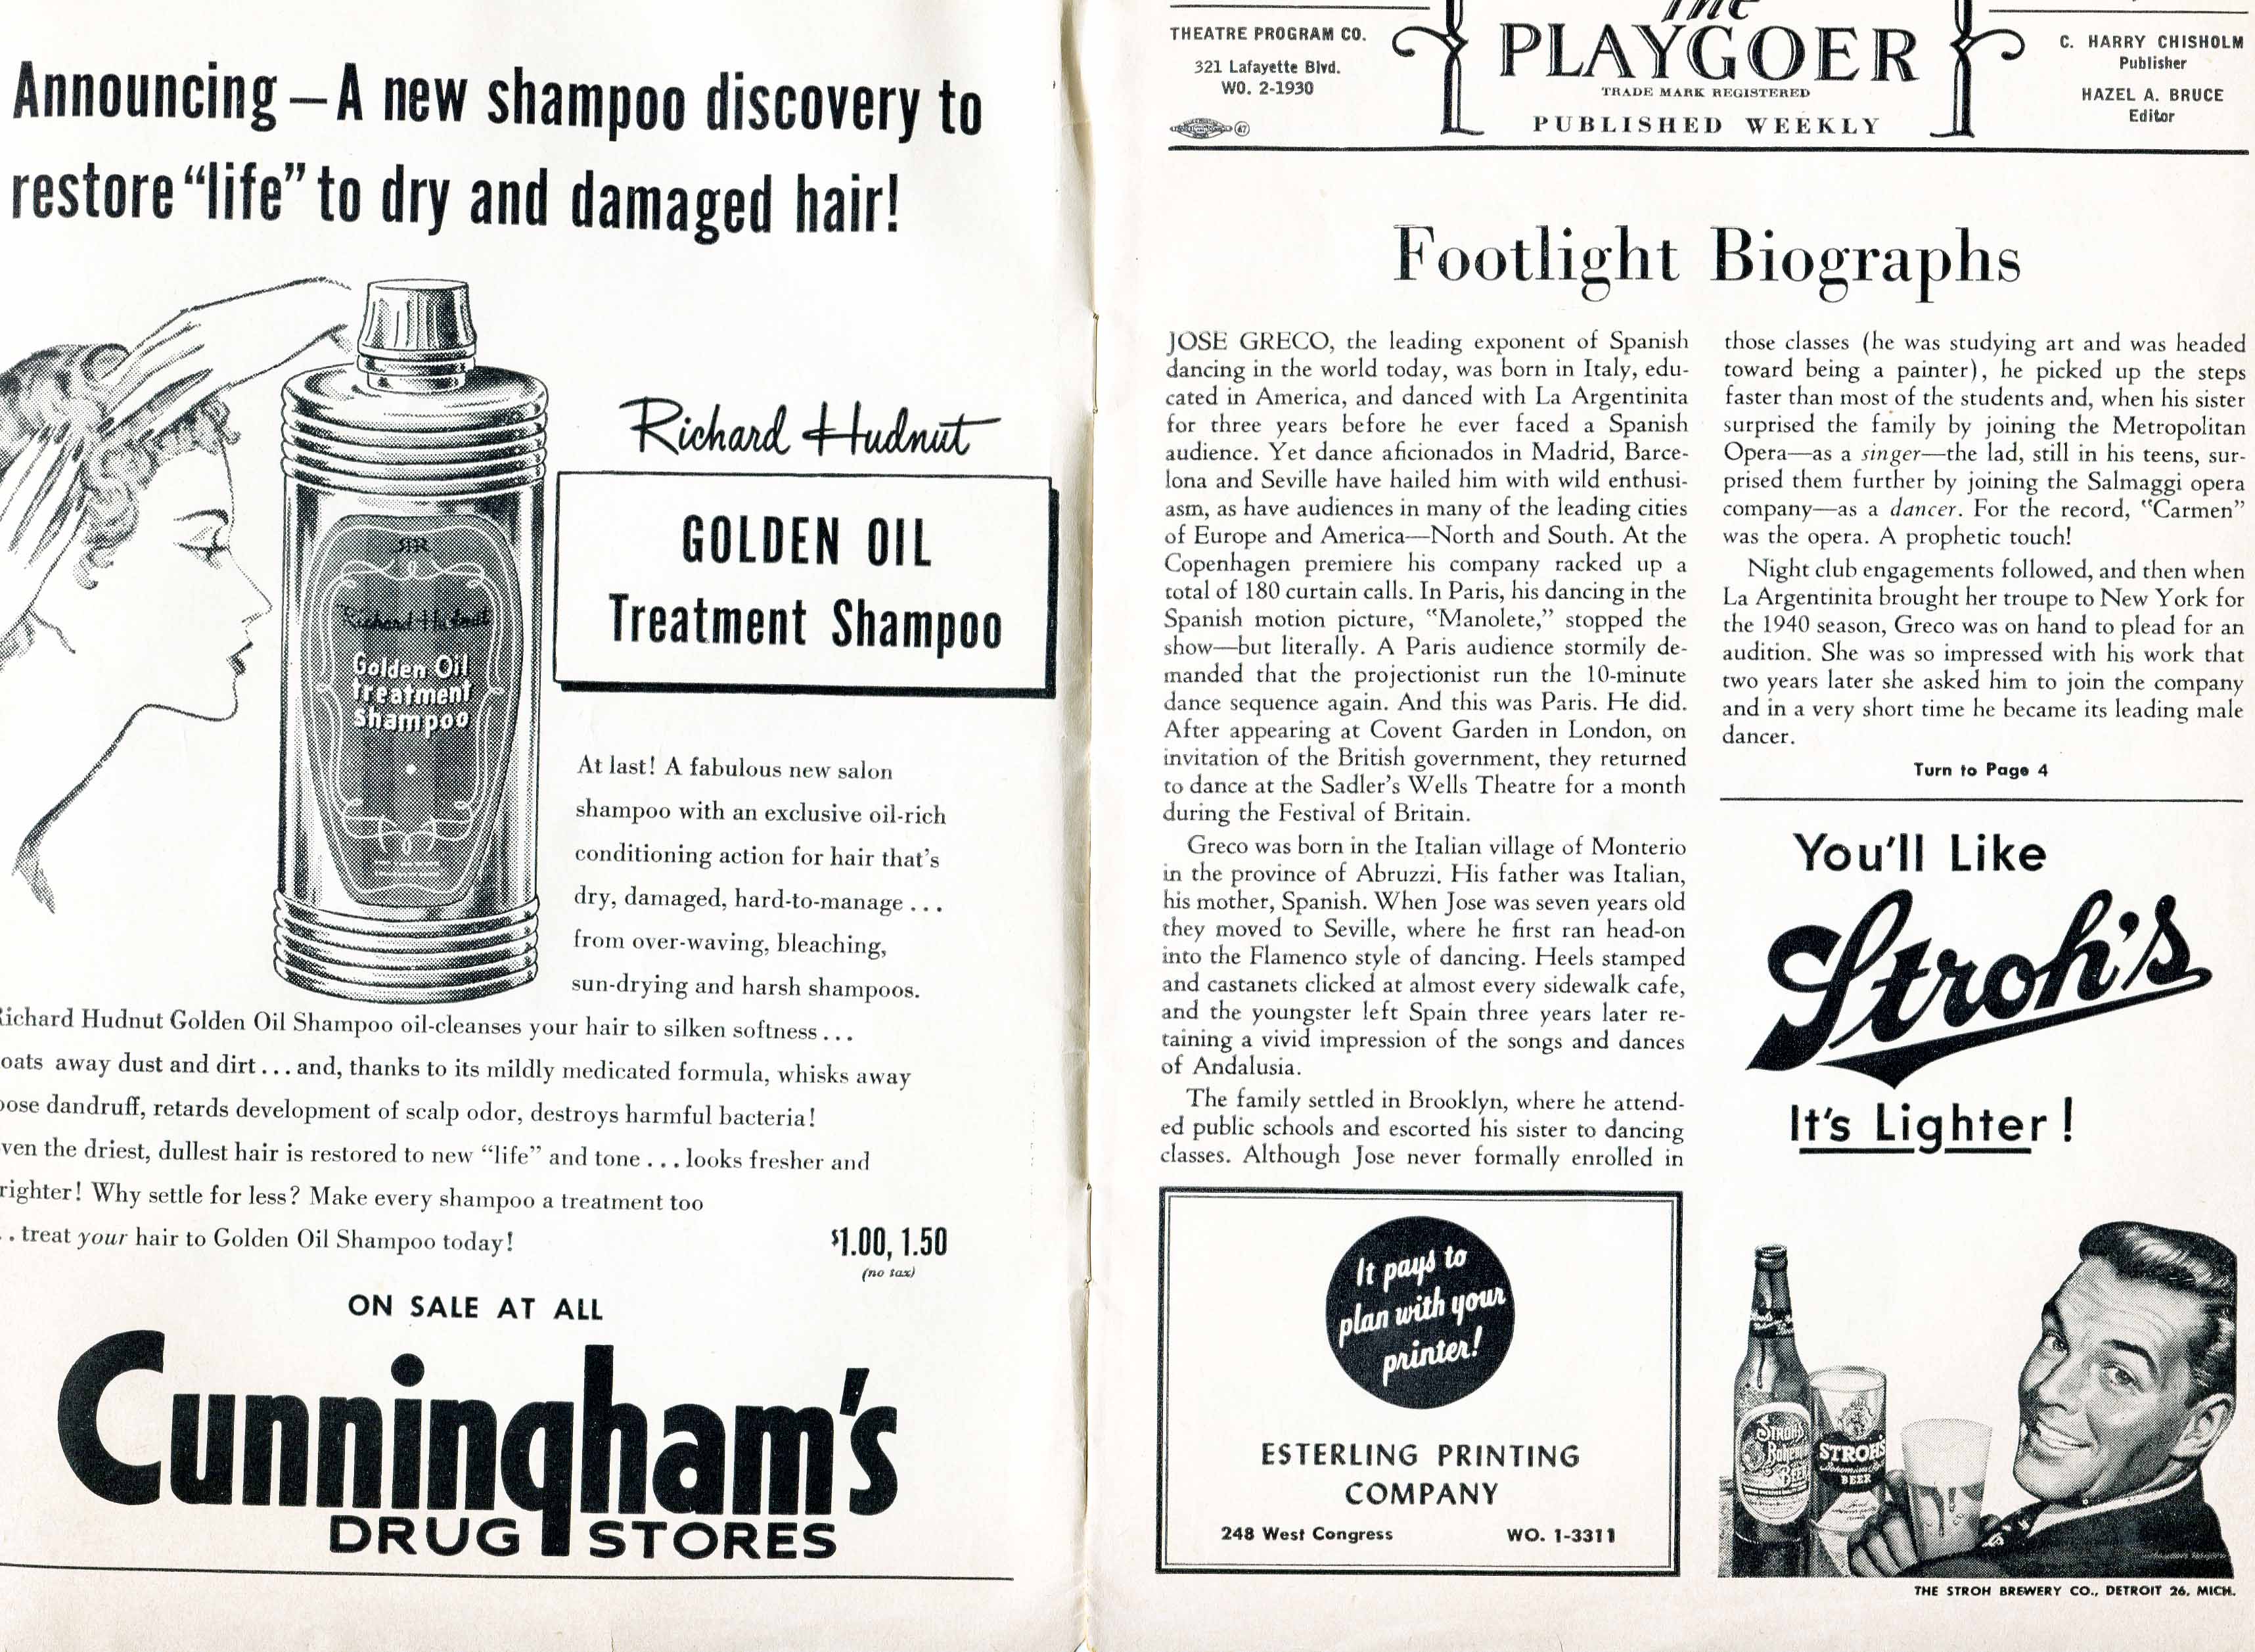 Announcing – A new shampoo discovery to
restore “life” to dry and damaged hair!
Richard Hudnut
GOLDEN OIL
Treatment Shampoo
Richard Hudnut
Golden Oil
Treatment
Shampoo
At last! A fabulous new salon
shampoo with an exclusive oil-rich
conditioning action for hair that’s
dry, damaged, hard-to-manage . . .
from over-waving, bleaching,
sun-drying and harsh shampoos.
Richard Hudnut Golden Oil Shampoo oil-cleanses your hair to silken softness . . .
oats away dust and dirt . . . and, thanks to its mildly medicated formula, whisks away
oose dandruff, retards development of scalp odor, destroys harmful bacteria!
ven the driest, dullest hair is restored to new “life” and tone . . . looks fresher and
righter! Why settle for less? Make every shampoo a treatment too
. . treat your hair to Golden Oil Shampoo today!
$1.00, 1.50
(no tax)
ON SALE AT ALL
Cunningham’s
DRUG STORES
THEATRE PROGRAM CO.
321 Lafayette Blvd.
WO. 2-1930
The
PLAYGOER
TRADE MARK REGISTERED
PUBLISHED WEEKLY
C. HARRY CHISHOLM
Publisher
HAZEL A. BRUCE
Editor
Footlight Biographs
JOSE GRECO, the leading exponent of Spanish
dancing in the world today, was born in Italy, edu-
cated in America, and danced with La Argentinita
for three years before he ever faced a Spanish
audience. Yet dance aficionados in Madrid, Barce-
lona and Seville have hailed him with wild enthusi-
asm, as have audiences in many of the leading cities
of Europe and America—North and South. At the
Copenhagen premiere his company racked up a
total of 180 curtain calls. In Paris, his dancing in the
Spanish motion picture, “Manolete,” stopped the
show—but literally. A Paris audience stormily de-
manded that the projectionist run the 10-minute
dance sequence again. And this was Paris. He did.
After appearing at Covent Garden in London, on
invitation of the British government, they returned
to dance at the Sadler’s Wells Theatre for a month
during the Festival of Britain.
Greco was born in the Italian village of Monterio
in the province of Abruzzi. His father was Italian,
his mother, Spanish. When Jose was seven years old
they moved to Seville, where he first ran head-on
into the Flamenco style of dancing. Heels stamped
and castanets clicked at almost every sidewalk cafe,
and the youngster left Spain three years later re-
taining a vivid impression of the songs and dances
of Andalusia.
The family settled in Brooklyn, where he attend-
ed public schools and escorted his sister to dancing
classes. Although Jose never formally enrolled in
those classes (he was studying art and was headed
toward being a painter), he picked up the steps
faster than most of the students and, when his sister
surprised the family by joining the Metropolitan
Opera—as a singer—the lad, still in his teens, sur-
prised them further by joining the Salmaggi opera
company—as a dancer. For the record, “Carmen”
was the opera. A prophetic touch!
Night club engagements followed, and then when
La Argentinita brought her troupe to New York for
the 1940 season, Greco was on hand to plead for an
audition. She was so impressed with his work that
two years later she asked him to join the company
and in a very short time he became its leading male
dancer.
Turn to Page 4
It pays to
plan with your
printer!
ESTERLING PRINTING
COMPANY
248 West Congress WO. 1-3311
You’ll Like
Stroh’s
It’s Lighter!
STROH'S
Bohemian
BEER
STROH'S
BEER
THE STROH BREWERY CO., DETROIT 26, MICH.